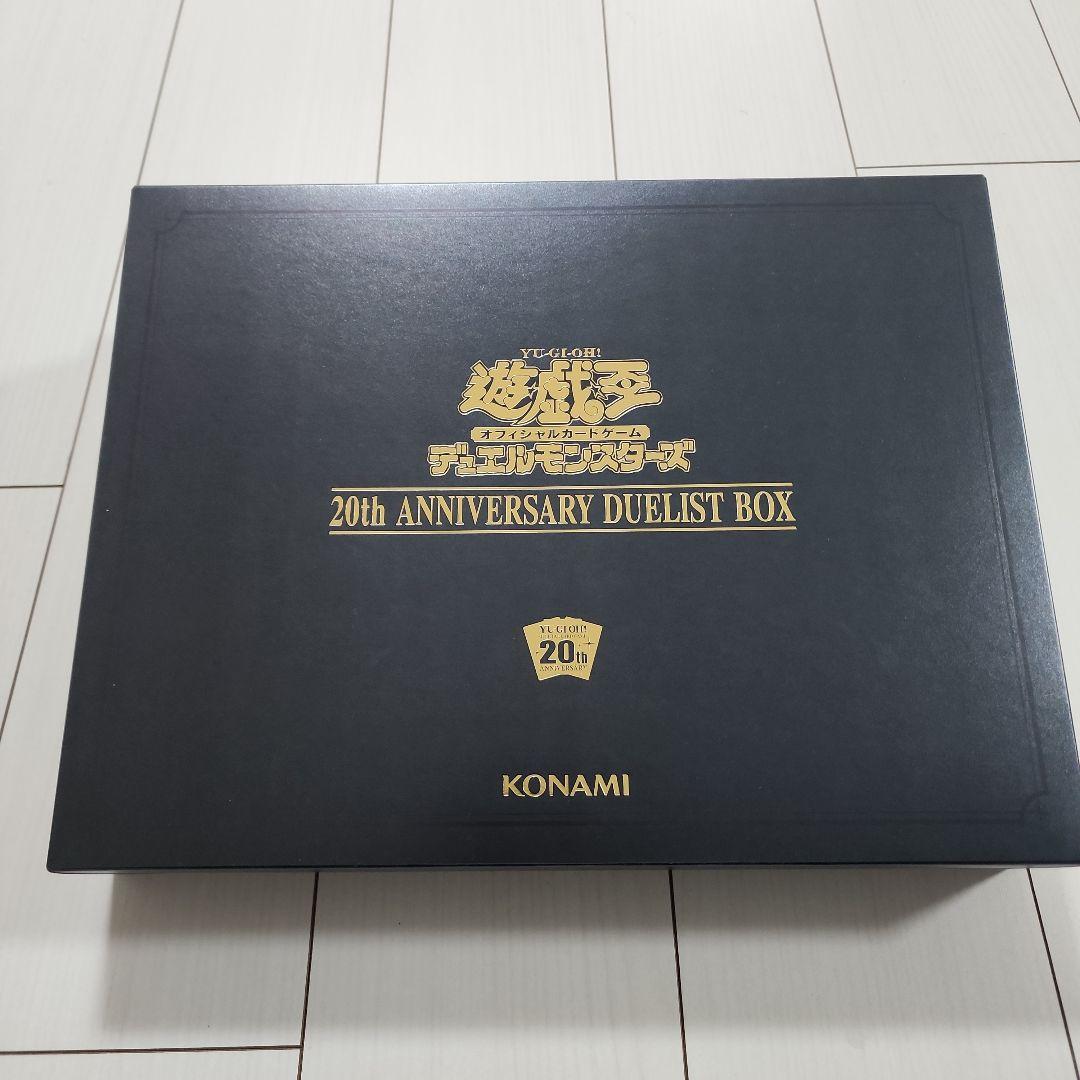 YU-GI-OH!
遊戯王
オフィシャルカードゲーム
デュエルモンスターズ
20th ANNIVERSARY DUELIST BOX
YU-GI-OH!
20th
ANNIVERSARY
KONAMI